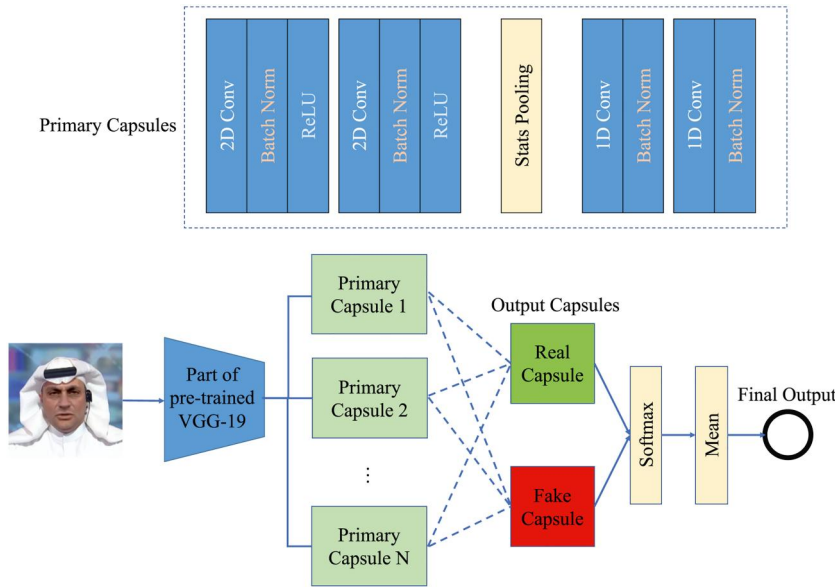 Primary Capsules
2D Conv
Batch Norm
ReLU
2D Conv
Batch Norm
ReLU
Stats Pooling
1D Conv
Batch Norm
1D Conv
Batch Norm
Part of
pre-trained
VGG-19
Primary
Capsule 1
Primary
Capsule 2
...
Primary
Capsule N
Output Capsules
Real
Capsule
Fake
Capsule
Softmax
Mean
Final Output